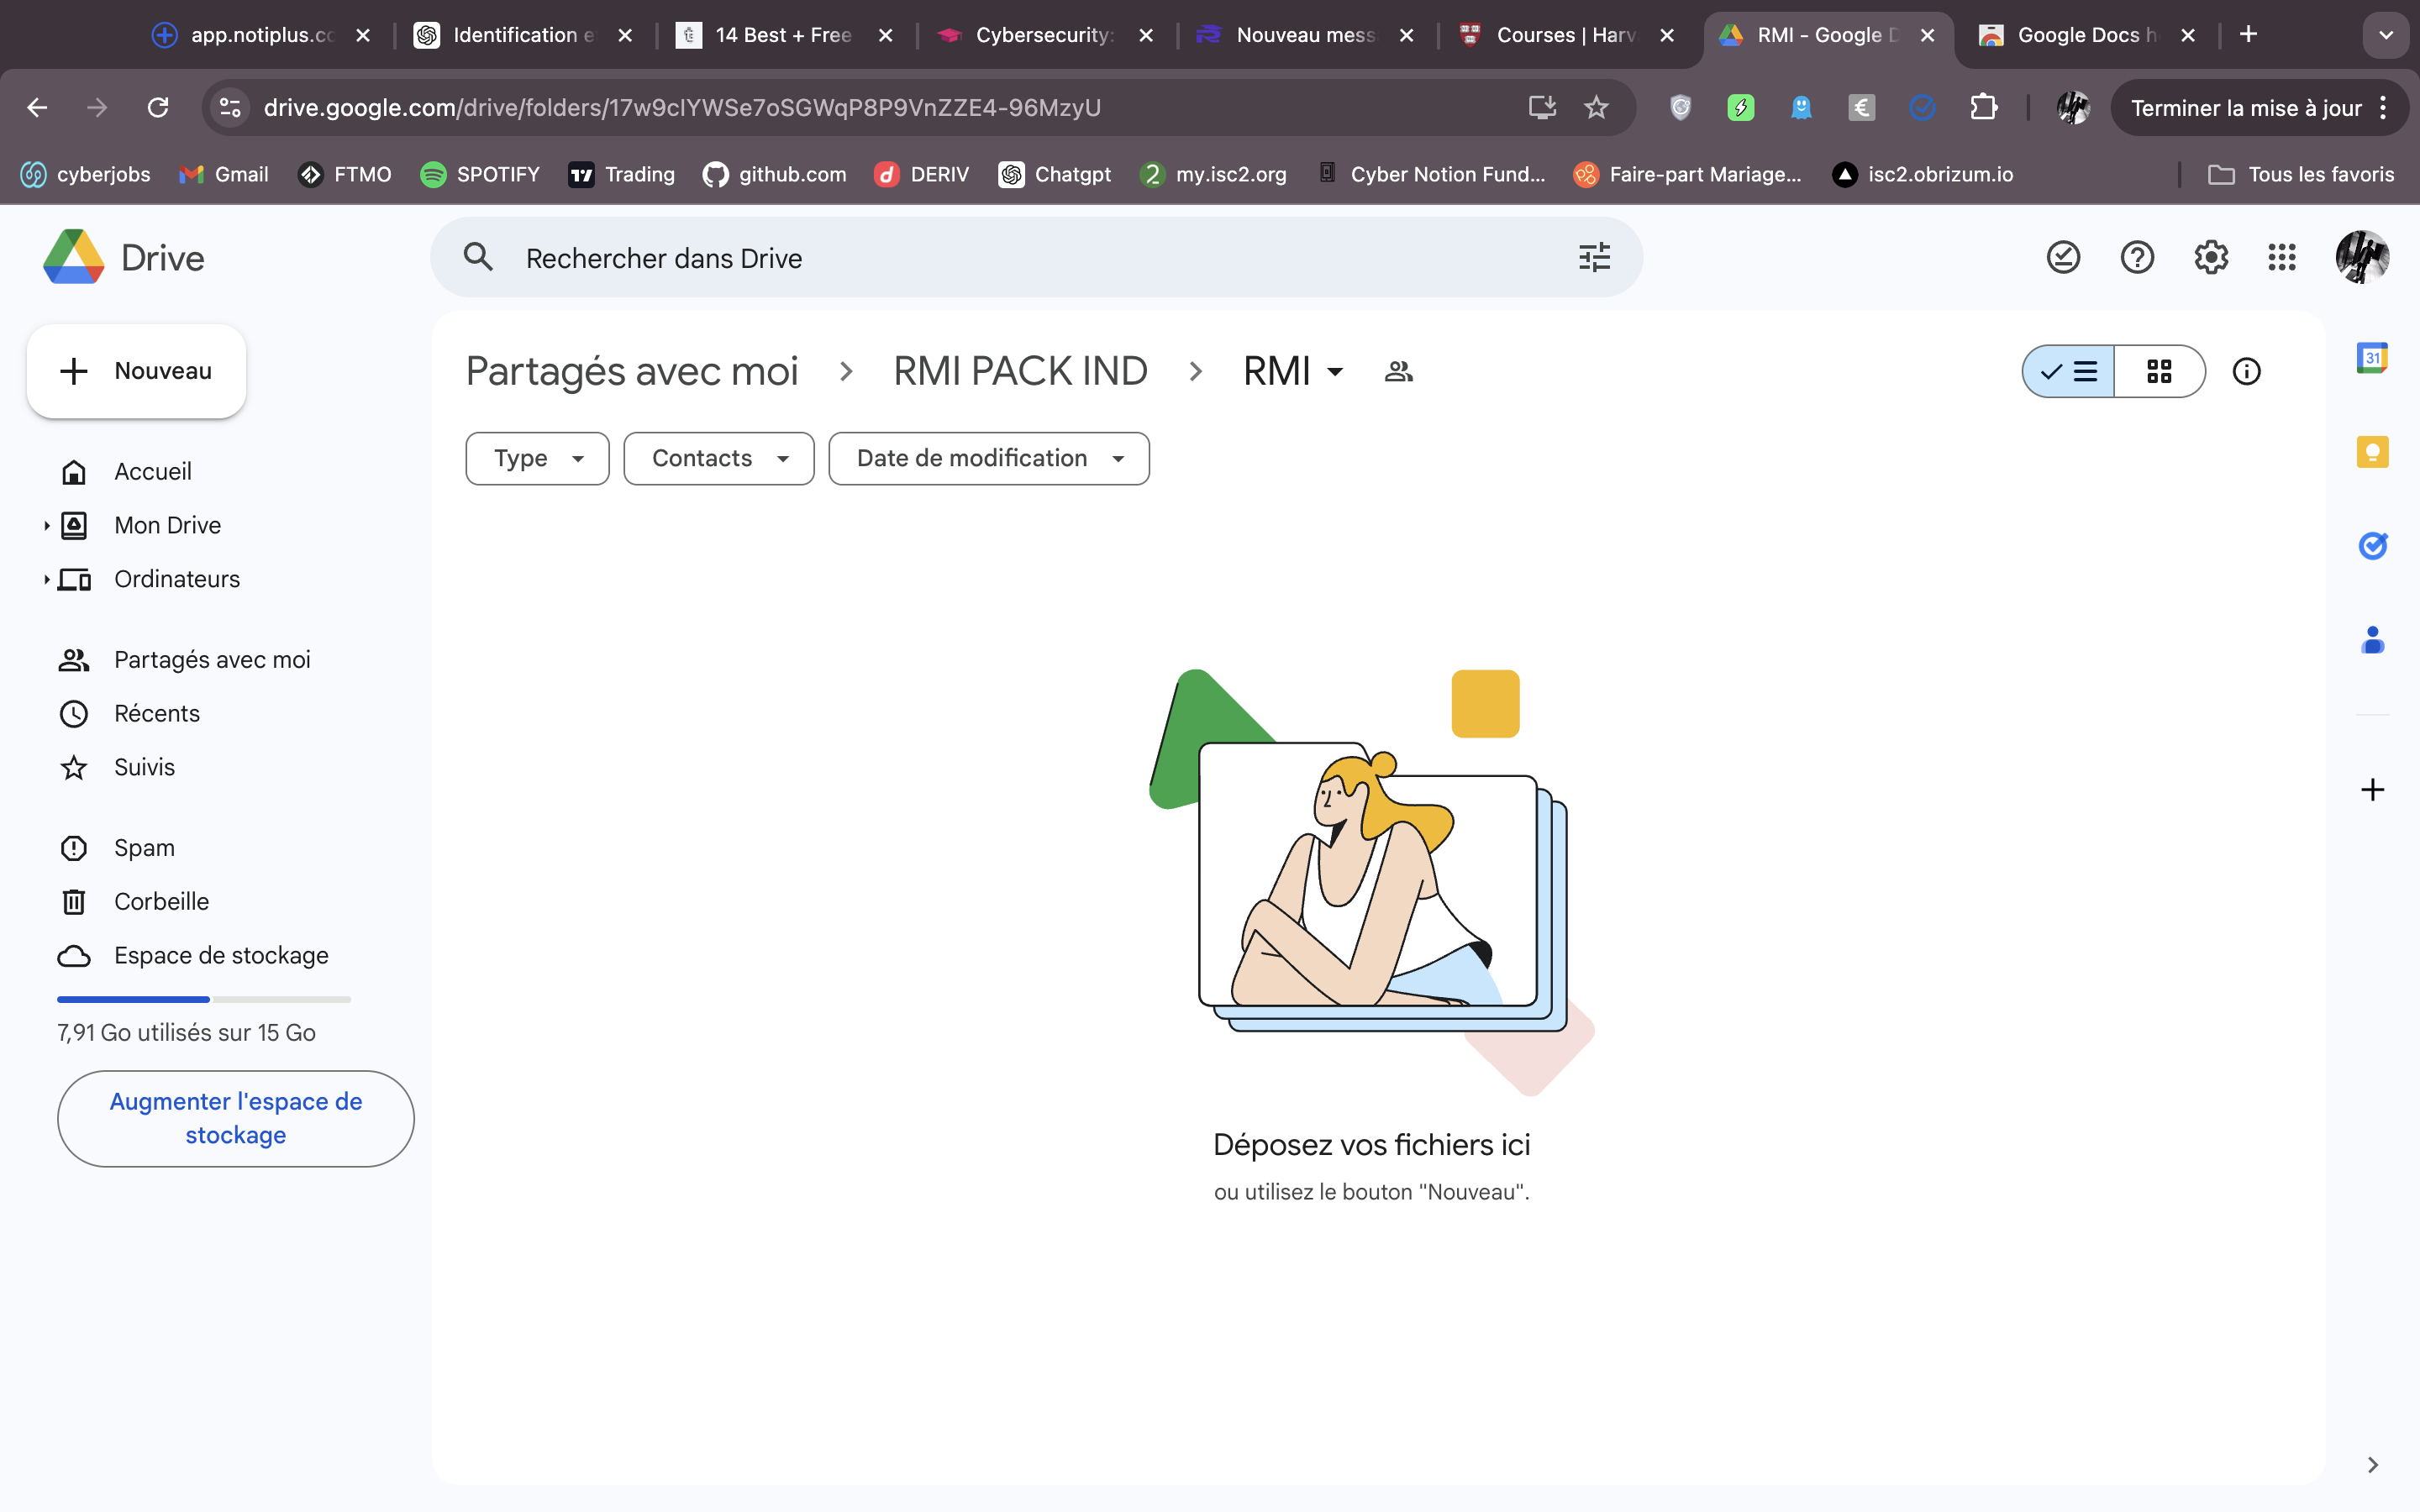 app.notiplus.co
Identification e
14 Best + Free
Cybersecurity:
Nouveau mess
Courses | Harv
RMI - Google D
Google Docs h
drive.google.com/drive/folders/17w9cIYWSe7oSGWqP8P9VnZZE4-96MzyU
Terminer la mise à jour
cyberjobs
Gmail
FTMO
SPOTIFY
Trading
github.com
DERIV
Chatgpt
my.isc2.org
Cyber Notion Fund...
Faire-part Mariage...
isc2.obrizum.io
Tous les favoris
Drive
Rechercher dans Drive
Nouveau
Accueil
Mon Drive
Ordinateurs
Partagés avec moi
Récents
Suivis
Spam
Corbeille
Espace de stockage
7,91 Go utilisés sur 15 Go
Augmenter l'espace de
stockage
Partagés avec moi
RMI PACK IND
RMI
Type
Contacts
Date de modification
Déposez vos fichiers ici
ou utilisez le bouton "Nouveau".
31